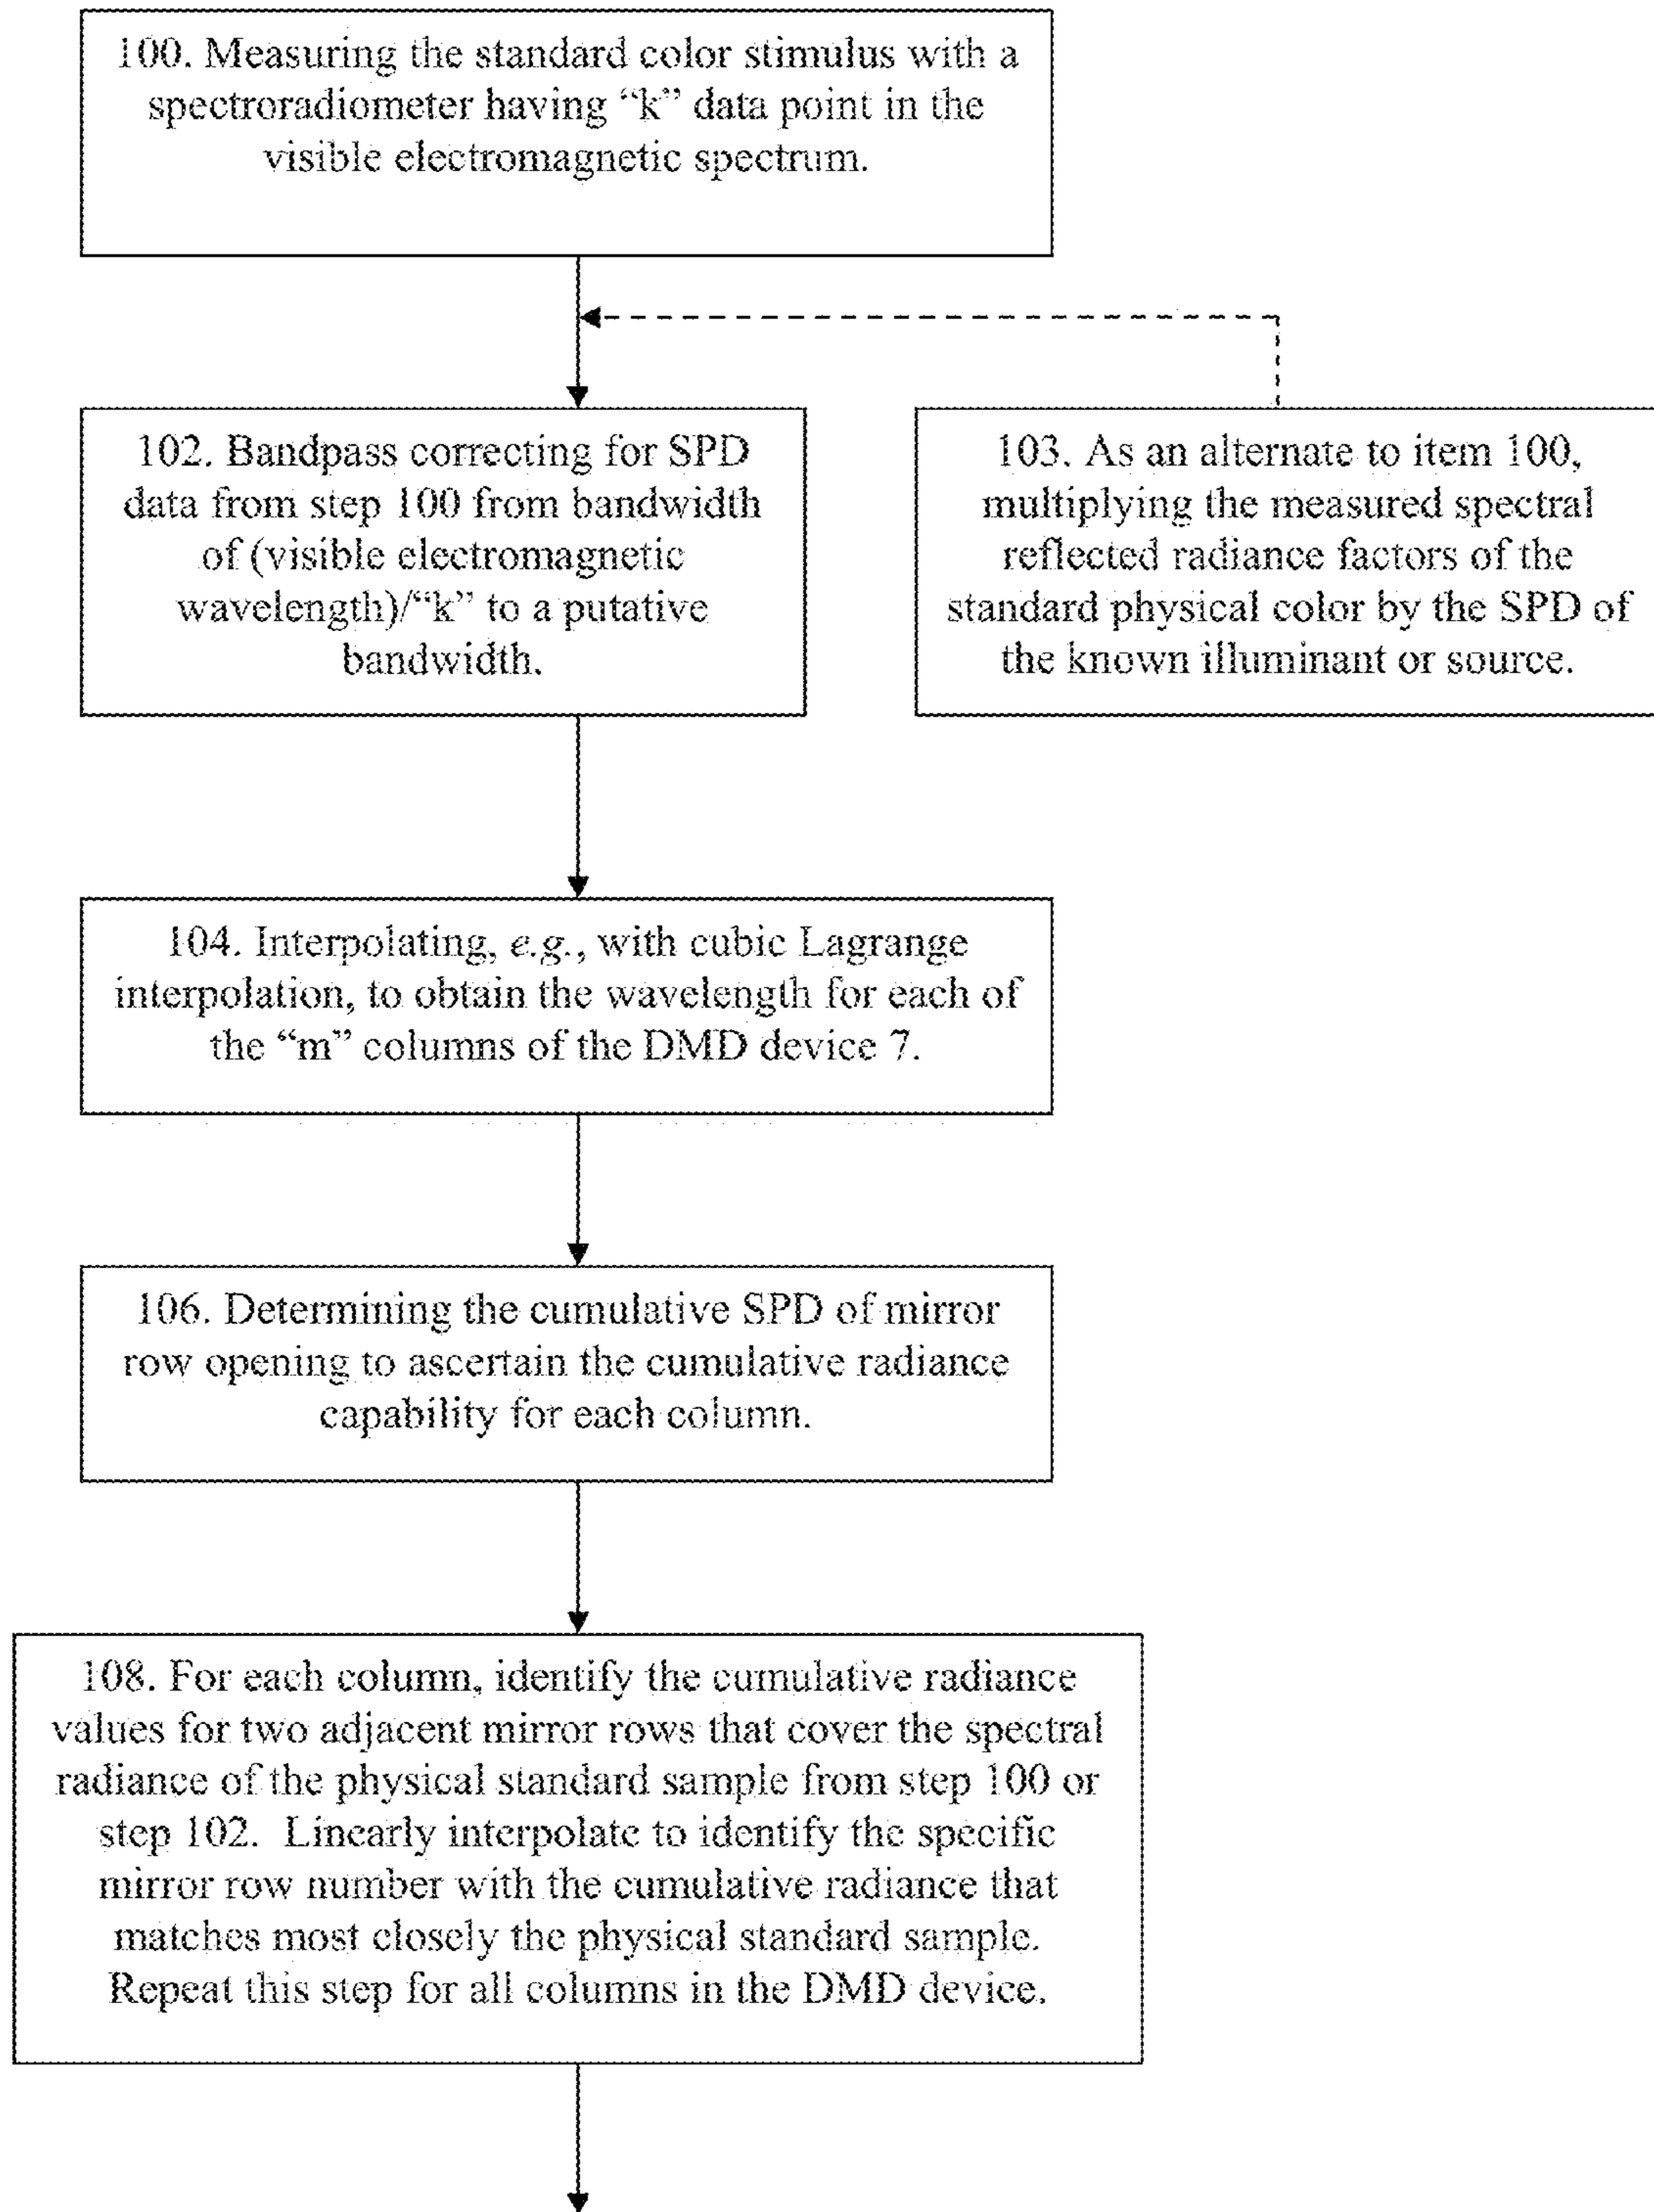 100. Measuring the standard color stimulus with a
spectroradiometer having “k” data point in the
visible electromagnetic spectrum.
102. Bandpass correcting for SPD
data from step 100 from bandwidth
of (visible electromagnetic
wavelength)/“k” to a putative
bandwidth.
103. As an alternate to item 100,
multiplying the measured spectral
reflected radiance factors of the
standard physical color by the SPD of
the known illuminant or source.
104. Interpolating, e.g., with cubic Lagrange
interpolation, to obtain the wavelength for each of
the “m” columns of the DMD device 7.
106. Determining the cumulative SPD of mirror
row opening to ascertain the cumulative radiance
capability for each column.
108. For each column, identify the cumulative radiance
values for two adjacent mirror rows that cover the spectral
radiance of the physical standard sample from step 100 or
step 102. Linearly interpolate to identify the specific
mirror row number with the cumulative radiance that
matches most closely the physical standard sample.
Repeat this step for all columns in the DMD device.